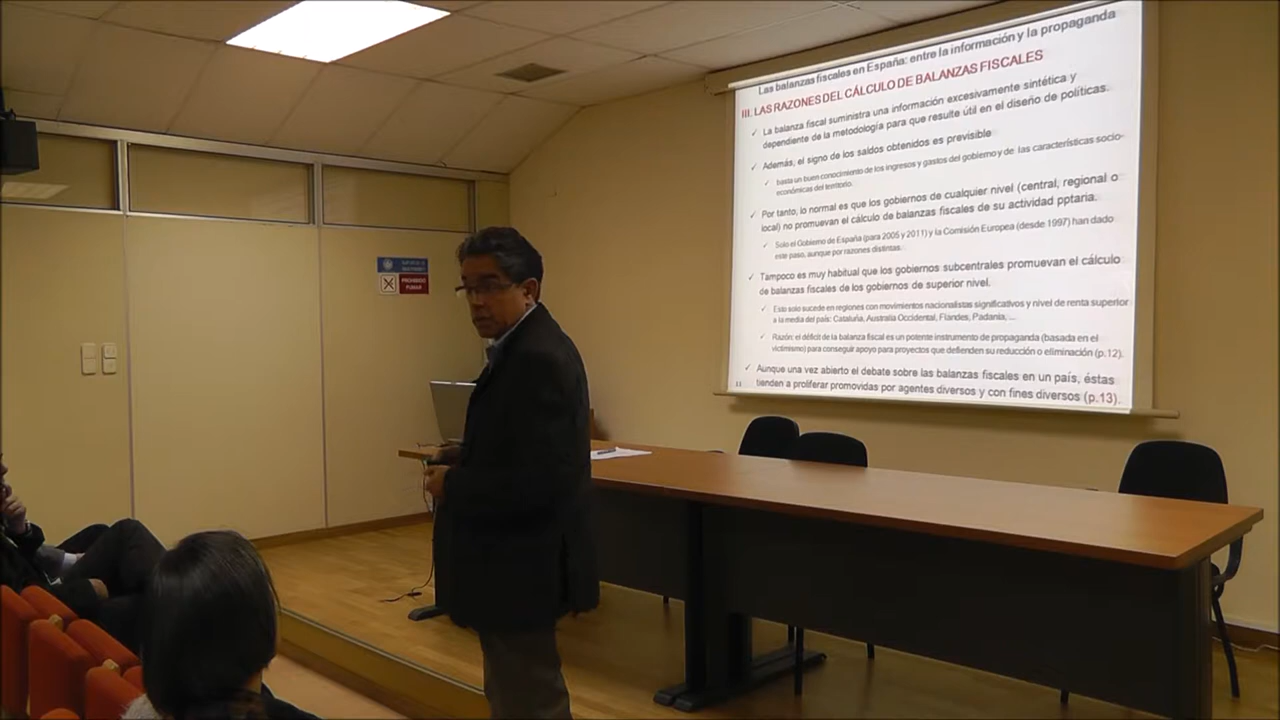 Las balanzas fiscales en España: entre la información y la propaganda
III. LAS RAZONES DEL CÁLCULO DE BALANZAS FISCALES
✓ La balanza fiscal suministra una información excesivamente sintética y
dependiente de la metodología para que resulte útil en el diseño de políticas.
✓ Además, el signo de los saldos obtenidos es previsible
✓ basta un buen conocimiento de los ingresos y gastos del gobierno y de las características socio-
económicas del territorio.
✓ Por tanto, lo normal es que los gobiernos de cualquier nivel (central, regional o
local) no promuevan el cálculo de balanzas fiscales de su actividad pptaria.
✓ Solo el Gobierno de España (para 2005 y 2011) y la Comisión Europea (desde 1997) han dado
este paso, aunque por razones distintas.
✓ Tampoco es muy habitual que los gobiernos subcentrales promuevan el cálculo
de balanzas fiscales de los gobiernos de superior nivel.
✓ Esto solo sucede en regiones con movimientos nacionalistas significativos y nivel de renta superior
a la media del país: Cataluña, Australia Occidental, Flandes, Padania, ...
✓ Razón: el déficit de la balanza fiscal es un potente instrumento de propaganda (basada en el
victimismo) para conseguir apoyo para proyectos que defienden su reducción o eliminación (p.12).
✓ Aunque una vez abierto el debate sobre las balanzas fiscales en un país, éstas
tienden a proliferar promovidas por agentes diversos y con fines diversos (p.13).
11
PROHIBIDO
FUMAR